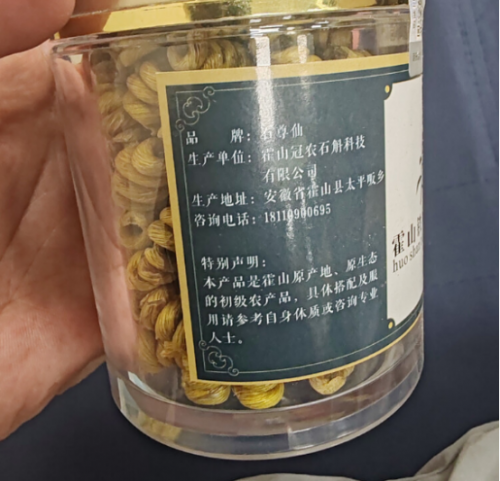 品 牌：石尊仙
生产单位：霍山冠农石斛科技
有限公司
生产地址：安徽省霍山县太平畈乡
咨询电话：18110900695
特别声明：
本产品是霍山原产地、原生态
的初级农产品，具体搭配及服
用请参考自身体质或咨询专业
人士。
霍山
huo shan